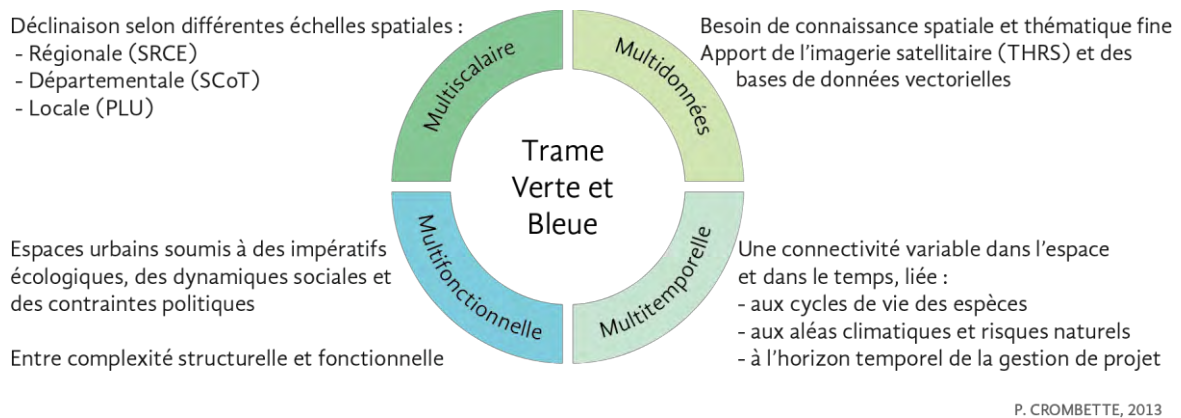 Déclinaison selon différentes échelles spatiales :
- Régionale (SRCE)
- Départementale (SCoT)
- Locale (PLU)
Multiscalaire
Multidonnées
Besoin de connaissance spatiale et thématique fine
Apport de l'imagerie satellitaire (THRS) et des
bases de données vectorielles
Trame
Verte et
Bleue
Espaces urbains soumis à des impératifs
écologiques, des dynamiques sociales et
des contraintes politiques
Entre complexité structurelle et fonctionnelle
Multifonctionnelle
Multitemporelle
Une connectivité variable dans l'espace
et dans le temps, liée :
- aux cycles de vie des espèces
- aux aléas climatiques et risques naturels
- à l'horizon temporel de la gestion de projet
P. CROMBETTE, 2013